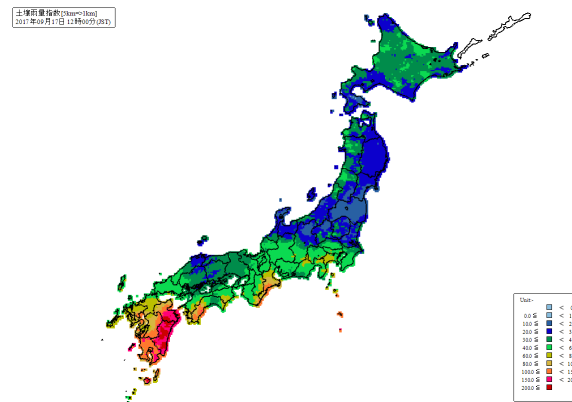 土壌雨量指数[5km=>1km]
2017年09月17日 12時00分(JST)
Unit:-
<
0.0 ≦ <
10.0 ≦ <
20.0 ≦ <
30.0 ≦ <
40.0 ≦ <
60.0 ≦ <
80.0 ≦ <
100.0 ≦ <
150.0 ≦ <
200.0 ≦